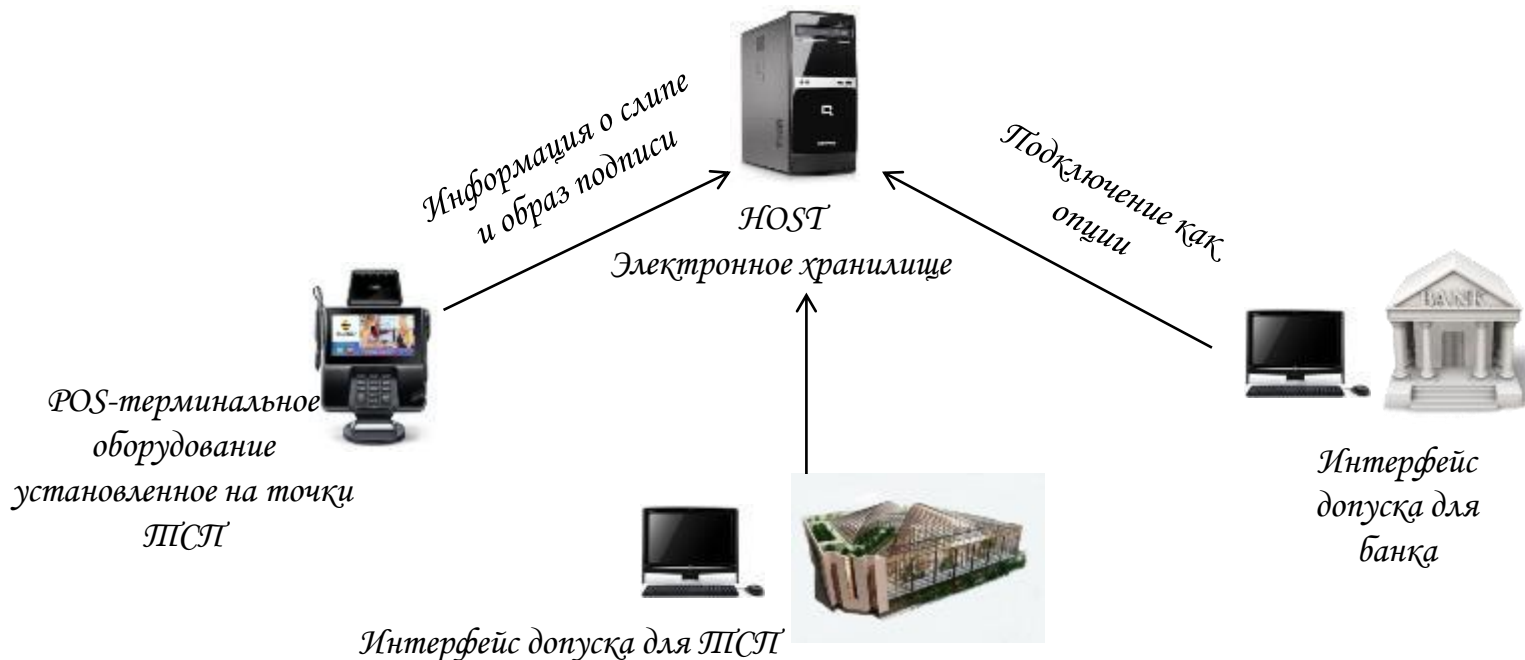 Информация о слипе
и образ подписи
HOST
Электронное хранилище
Подключение как
опции
POS-терминальное
оборудование
установленное на точки
ТСП
BANK
Интерфейс
допуска для
банка
Интерфейс допуска для ТСП